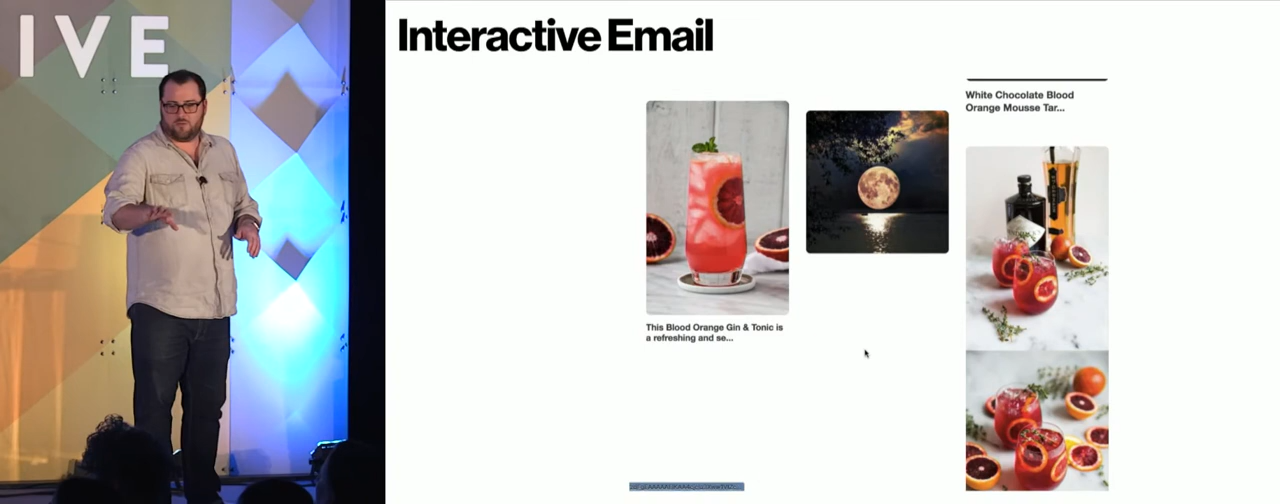 IVE
Interactive Email
White Chocolate Blood
Orange Mousse Tar...
This Blood Orange Gin & Tonic is
a refreshing and se...